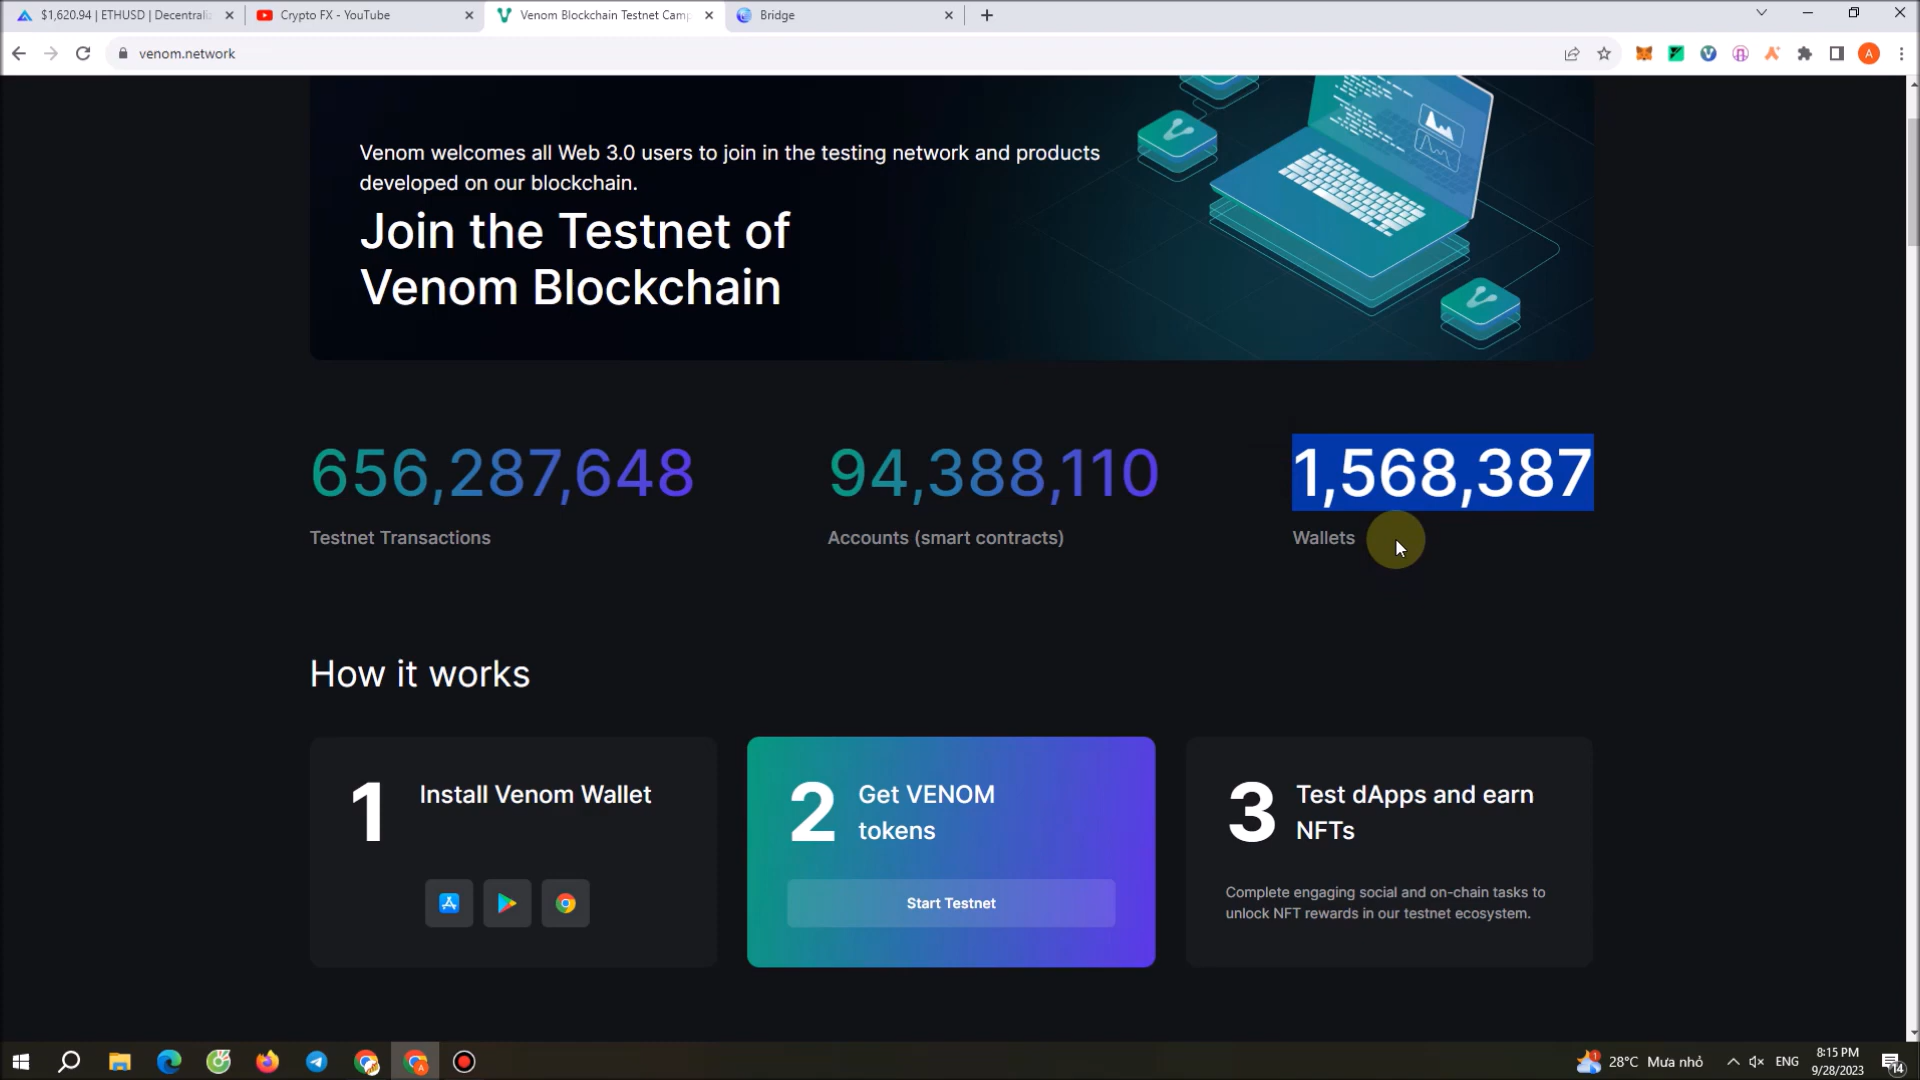 $1,620.94 | ETHUSD | Decentrali
Crypto FX - YouTube
Venom Blockchain Testnet Camp
Bridge
venom.network
A
Venom welcomes all Web 3.0 users to join in the testing network and products
developed on our blockchain.
Join the Testnet of
Venom Blockchain
656,287,648
94,388,110
1,568,387
Testnet Transactions
Accounts (smart contracts)
Wallets
How it works
1
Install Venom Wallet
2
Get VENOM
tokens
Start Testnet
3
Test dApps and earn
NFTs
Complete engaging social and on-chain tasks to
unlock NFT rewards in our testnet ecosystem.
1
28°C Mưa nhỏ
ENG
8:15 PM
9/28/2023
14